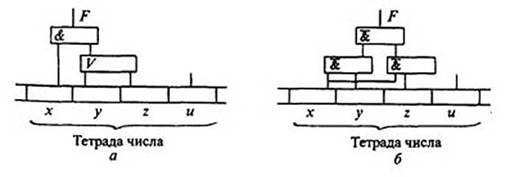 F
&
V
x y z u
Тетрада числа
а
F
&̅
&̅ &̅
x y z u
Тетрада числа
б